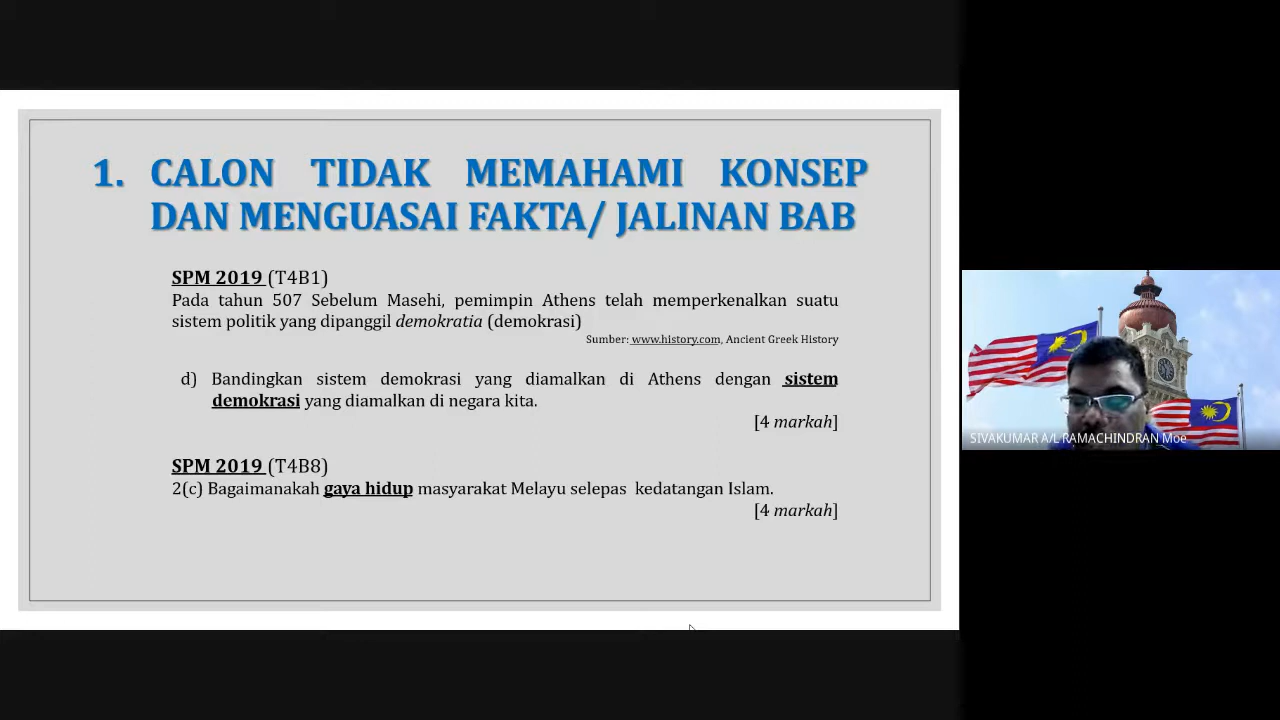 1. CALON TIDAK MEMAHAMI KONSEP
DAN MENGUASAI FAKTA/ JALINAN BAB
SPM 2019 (T4B1)
Pada tahun 507 Sebelum Masehi, pemimpin Athens telah memperkenalkan suatu
sistem politik yang dipanggil demokratia (demokrasi)
Sumber: www.history.com, Ancient Greek History
d) Bandingkan sistem demokrasi yang diamalkan di Athens dengan sistem
demokrasi yang diamalkan di negara kita.
[4 markah]
SPM 2019 (T4B8)
2(c) Bagaimanakah gaya hidup masyarakat Melayu selepas kedatangan Islam.
[4 markah]
SIVAKUMAR A/L RAMACHINDRAN Moe